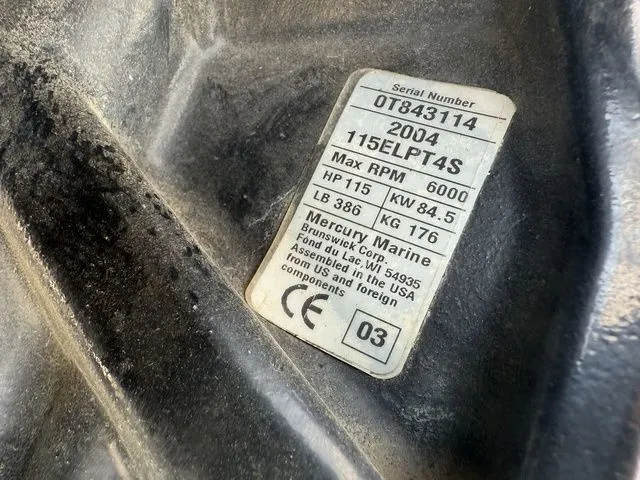 Serial Number
0T843114
2004
115ELPT4S
Max RPM 6000
HP 115 KW 84.5
LB 386 KG 176
Mercury Marine
Brunswick Corp.
Fond du Lac, WI 54935
Assembled in the USA
from US and foreign
components
CE 03